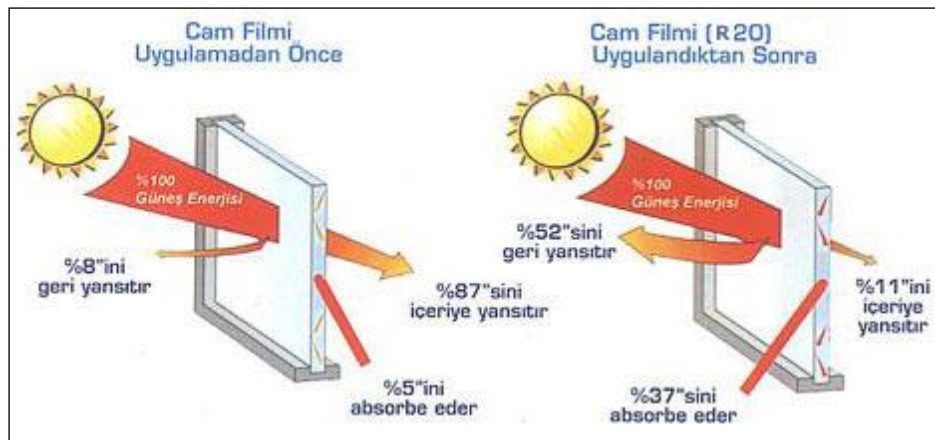 Cam Filmi
Uygulamadan Önce
%100
Güneş Enerjisi
%8"ini
geri yansıtır
%87"sini
içeriye yansıtır
%5"ini
absorbe eder
Cam Filmi (R20)
Uygulandıktan Sonra
%100
Güneş Enerjisi
%52"sini
geri yansıtır
%11"ini
içeriye
yansıtır
%37"sini
absorbe eder